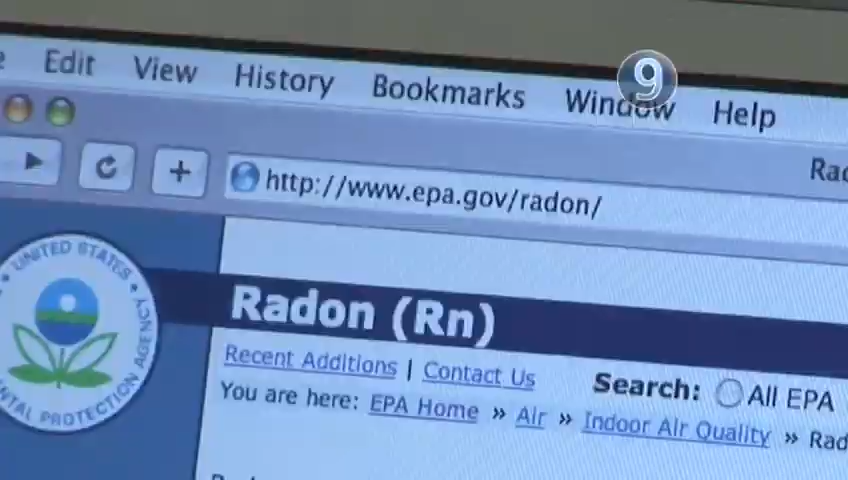 Edit View History Bookmarks Window Help
9
http://www.epa.gov/radon/
UNITED STATES
AGENCY
PROTECTION
Radon (Rn)
Recent Additions | Contact Us
Search: All EPA
You are here: EPA Home » Air » Indoor Air Quality »